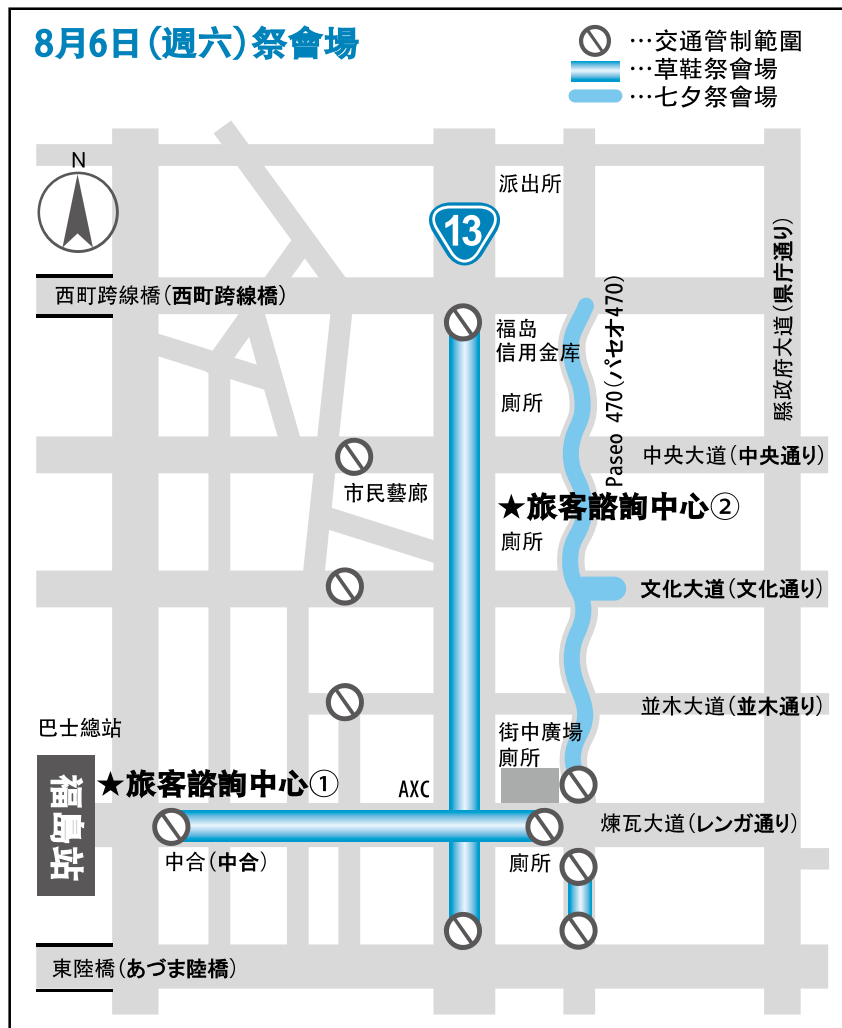 8月6日（週六）祭會場
…交通管制範圍
…草鞋祭會場
…七夕祭會場
N
派出所
13
西町跨線橋（西町跨線橋）
福岛
信用金库
廁所
Paseo 470（パセオ470）
縣政府大道（県庁通り）
中央大道（中央通り）
市民藝廊
★旅客諮詢中心②
廁所
文化大道（文化通り）
並木大道（並木通り）
巴士總站
街中廣場
廁所
★旅客諮詢中心①
AXC
福島站
煉瓦大道（レンガ通り）
中合（中合）
廁所
東陸橋（あづま陸橋）